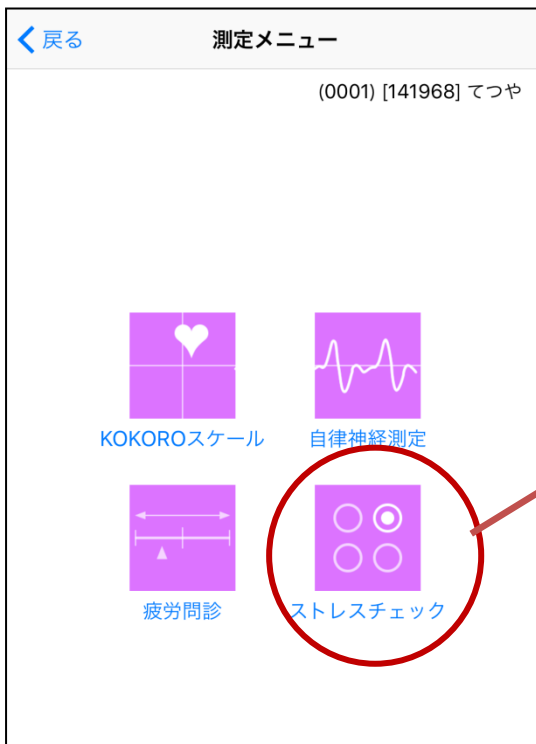 戻る 測定メニュー
(0001) [141968] てつや
KOKOROスケール 自律神経測定
疲労問診 ストレスチェック